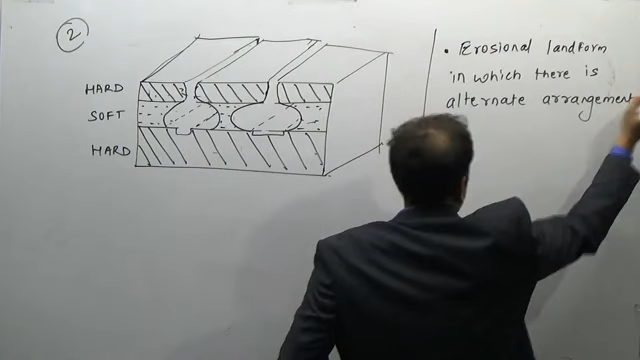 2
HARD
SOFT
HARD
• Erosional landform
in which there is
alternate arrangement